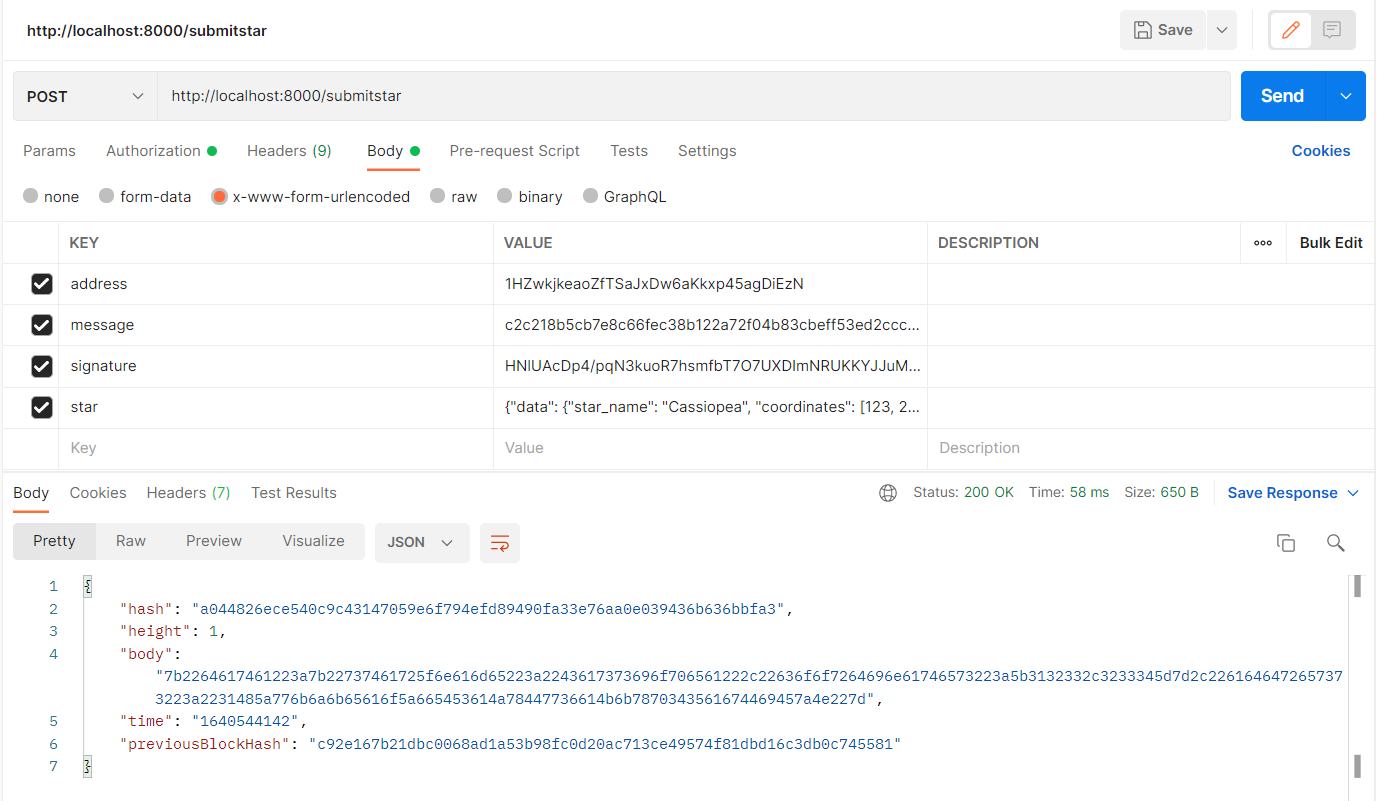 http://localhost:8000/submitstar Save
POST http://localhost:8000/submitstar Send
Params Authorization Headers (9) Body Pre-request Script Tests Settings Cookies
none form-data x-www-form-urlencoded raw binary GraphQL
KEY VALUE DESCRIPTION ooo Bulk Edit
address 1HZwkjkeaoZfTSaJxDw6aKkxp45agDiEzN
message c2c218b5cb7e8c66fec38b122a72f04b83cbeff53ed2ccc...
signature HNlUAcDp4/pqN3kuoR7hsmfbT7O7UXDImNRUKKYJJuM...
star {"data": {"star_name": "Cassiopea", "coordinates": [123, 2...
Key Value Description
Body Cookies Headers (7) Test Results Status: 200 OK Time: 58 ms Size: 650 B Save Response
Pretty Raw Preview Visualize JSON
1 {
2 "hash": "a044826ece540c9c43147059e6f794efd89490fa33e76aa0e039436b636bbfa3",
3 "height": 1,
4 "body":
"7b2264617461223a7b22737461725f6e616d65223a2243617373696f706561222c22636f6f7264696e61746573223a5b3132332c3233345d7d2c226164647265737
3223a2231485a776b6a6b65616f5a665453614a78447736614b6b7870343561674469457a4e227d",
5 "time": "1640544142",
6 "previousBlockHash": "c92e167b21dbc0068ad1a53b98fc0d20ac713ce49574f81dbd16c3db0c745581"
7 }